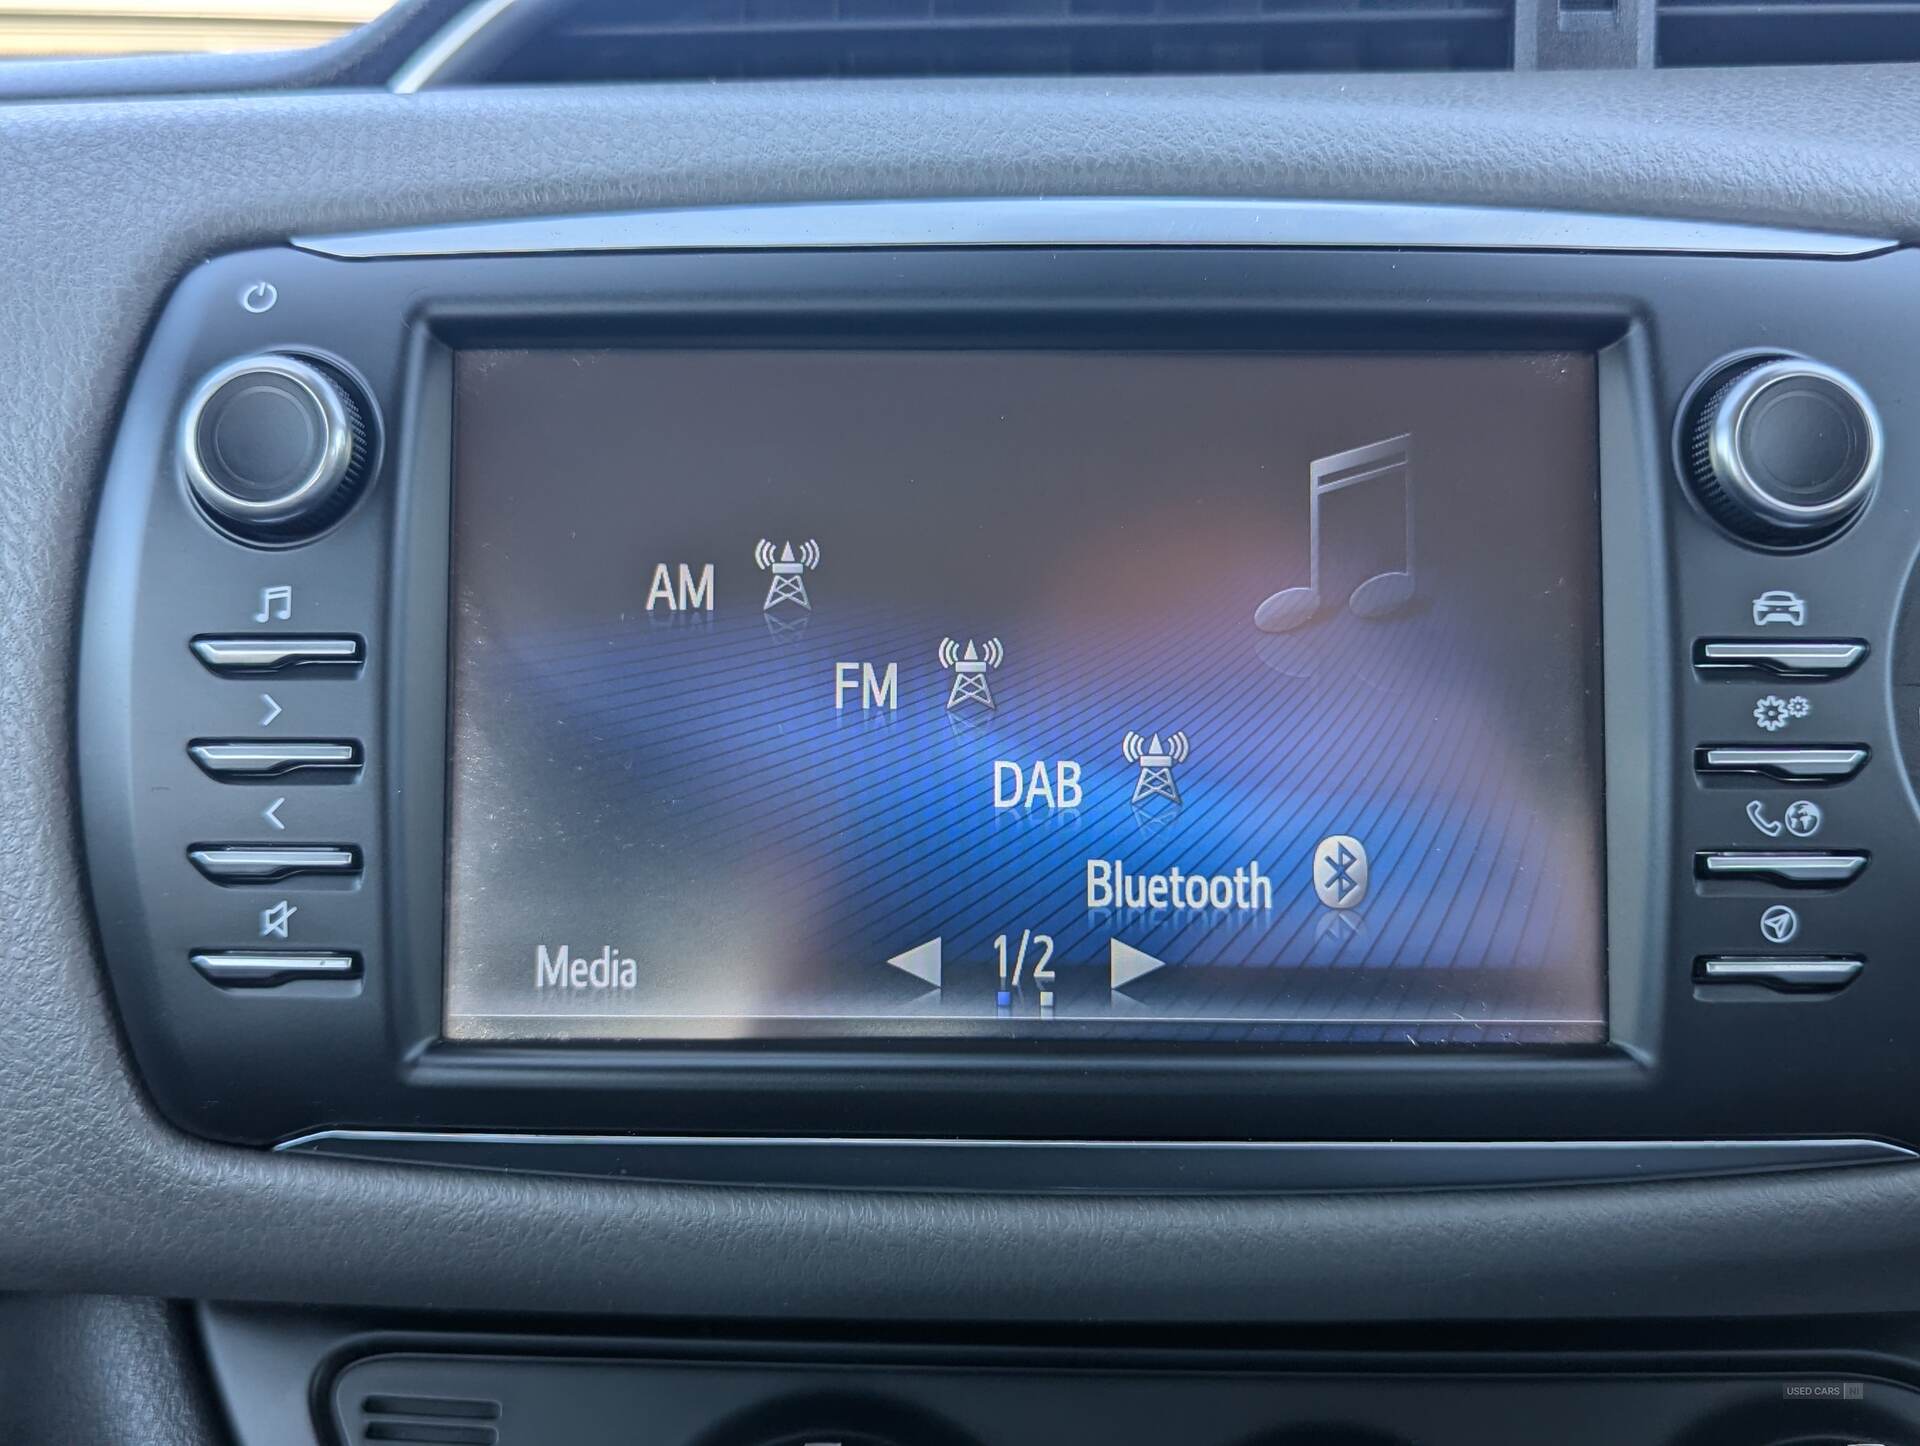 AM
FM
DAB
Bluetooth
Media
1/2
USED CARS NI